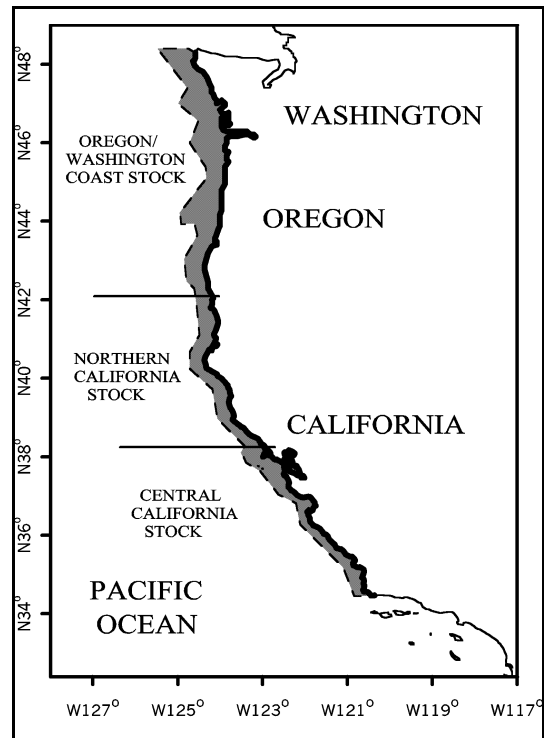 N48°
WASHINGTON
N46°
OREGON/
WASHINGTON
COAST STOCK
OREGON
N44°
N42°
NORTHERN
CALIFORNIA
STOCK
N40°
CALIFORNIA
N38°
CENTRAL
CALIFORNIA
STOCK
N36°
PACIFIC
OCEAN
N34°
W127° W125° W123° W121° W119° W117°